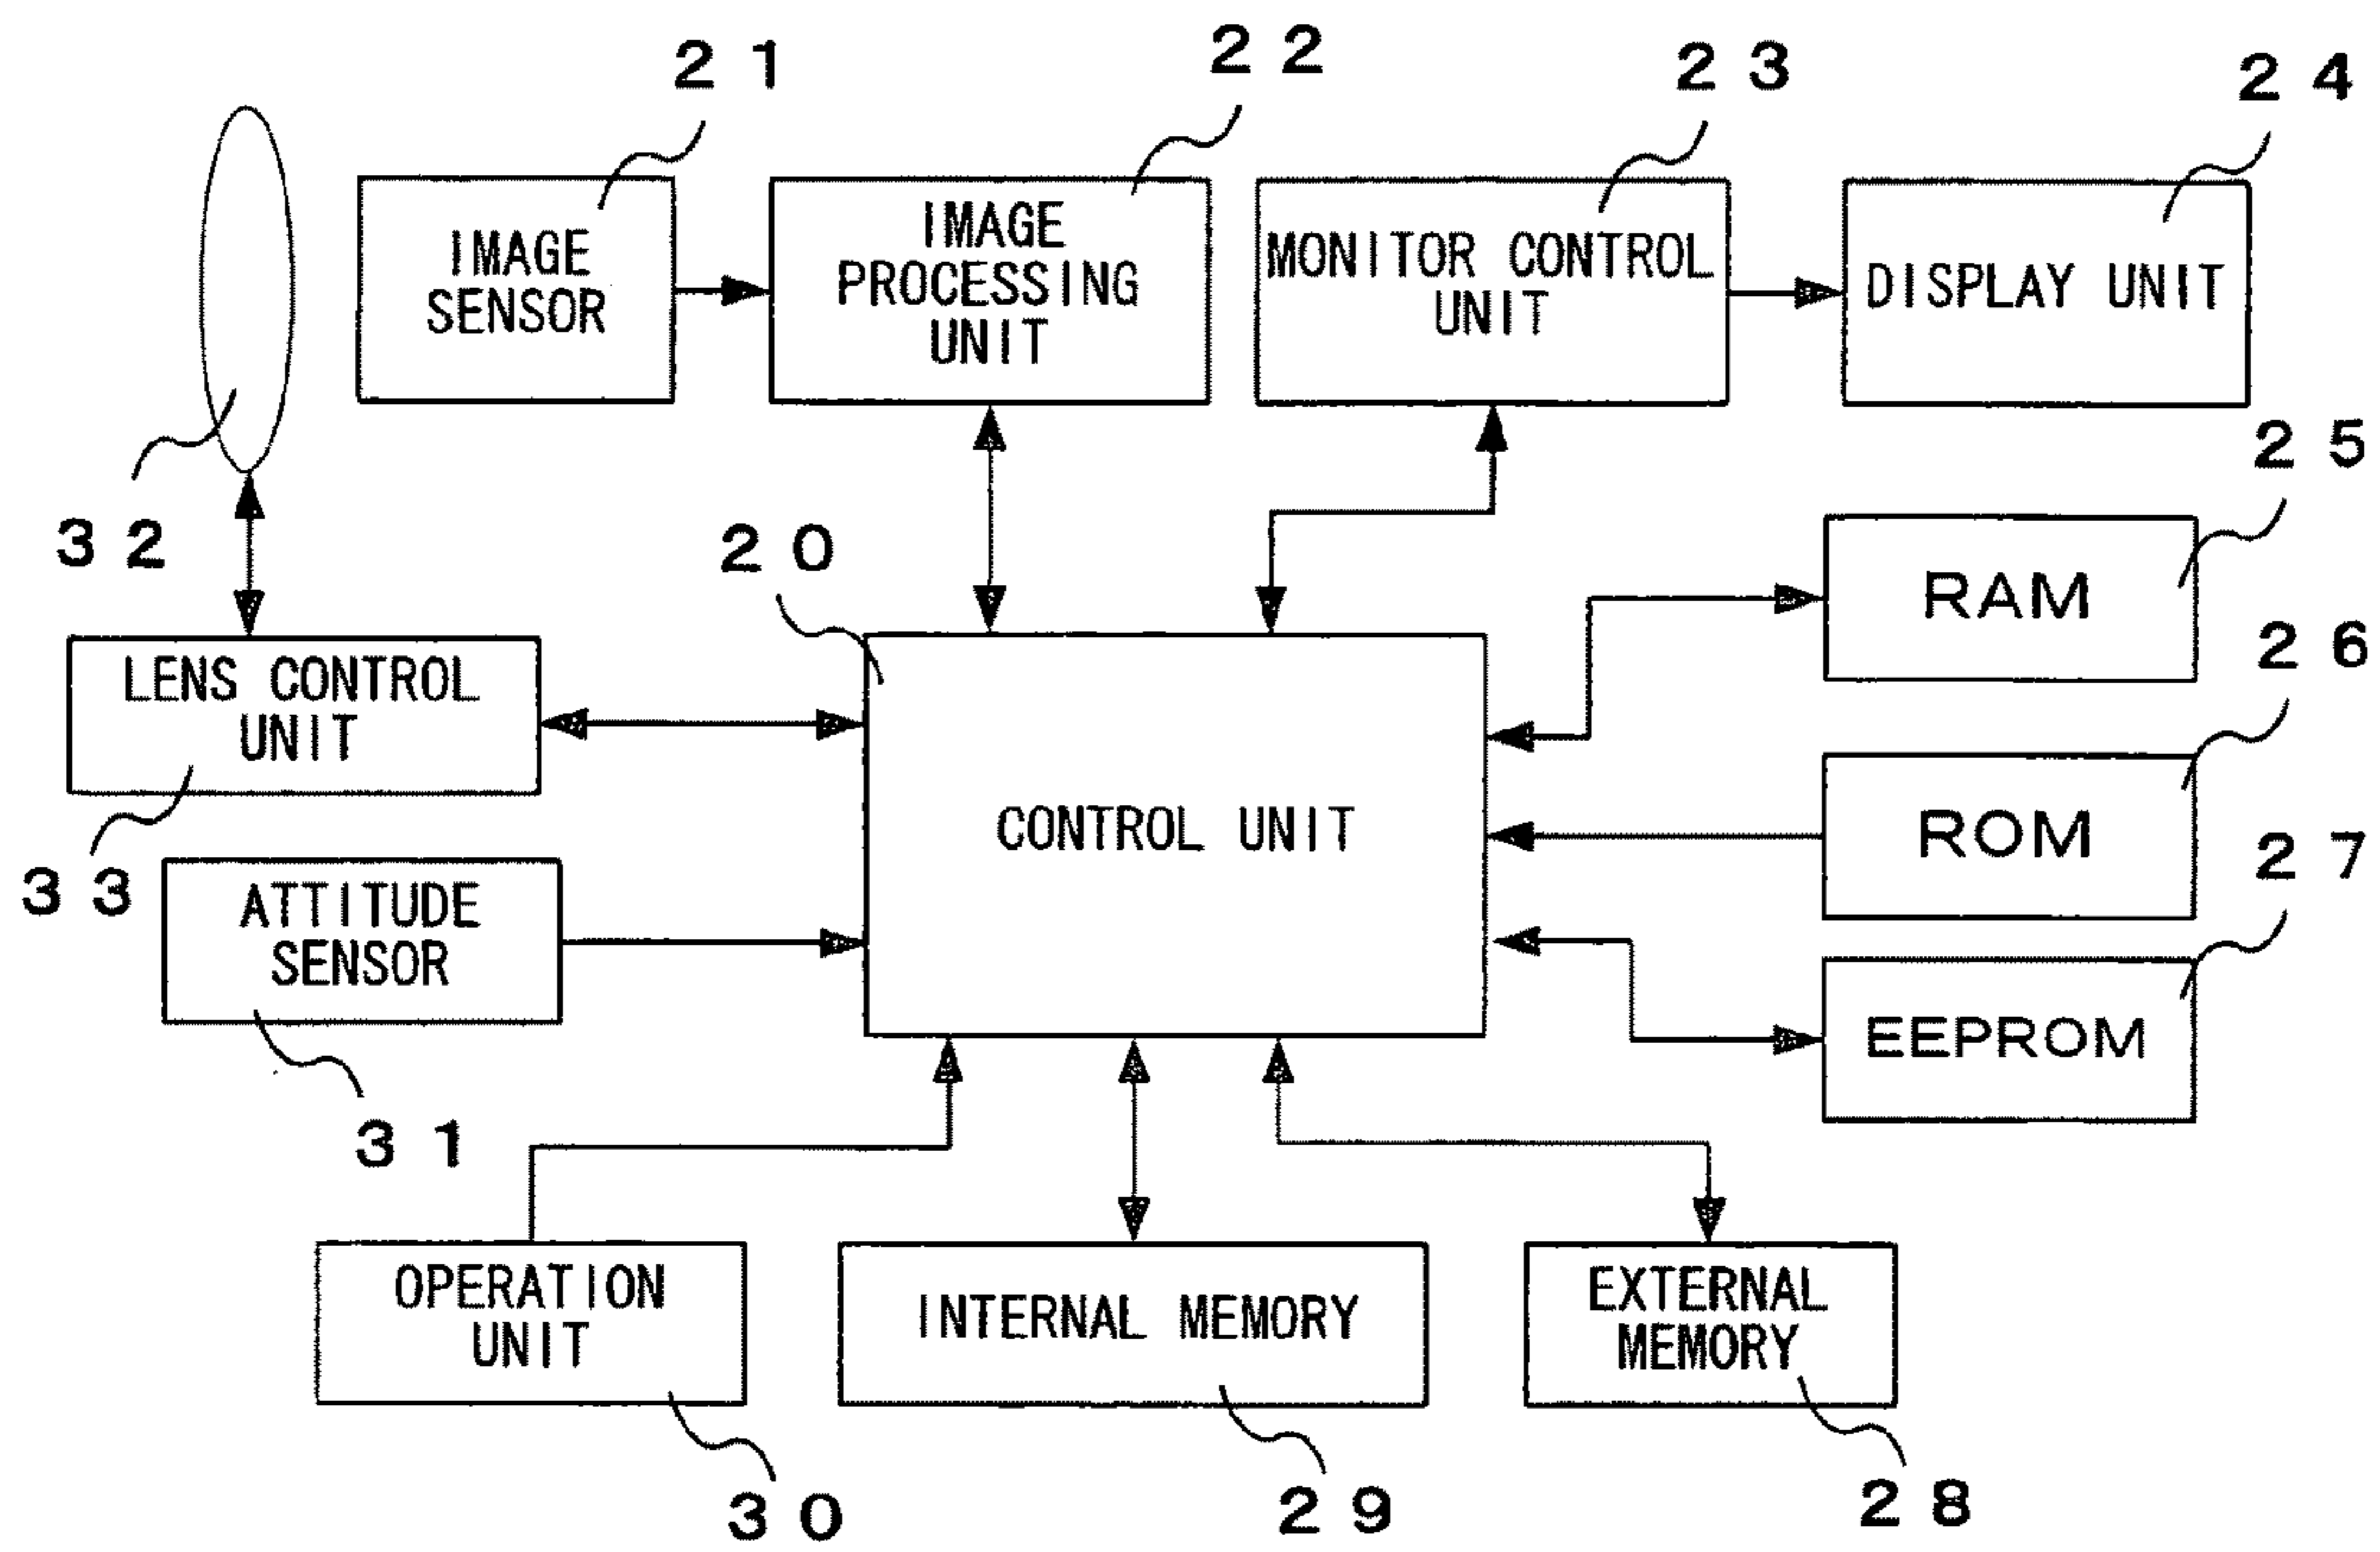 21
22
23
24
IMAGE
SENSOR
IMAGE
PROCESSING
UNIT
MONITOR CONTROL
UNIT
DISPLAY UNIT
32
20
25
RAM
LENS CONTROL
UNIT
33
26
CONTROL UNIT
ROM
ATTITUDE
SENSOR
31
27
EEPROM
OPERATION
UNIT
30
INTERNAL MEMORY
29
EXTERNAL
MEMORY
28